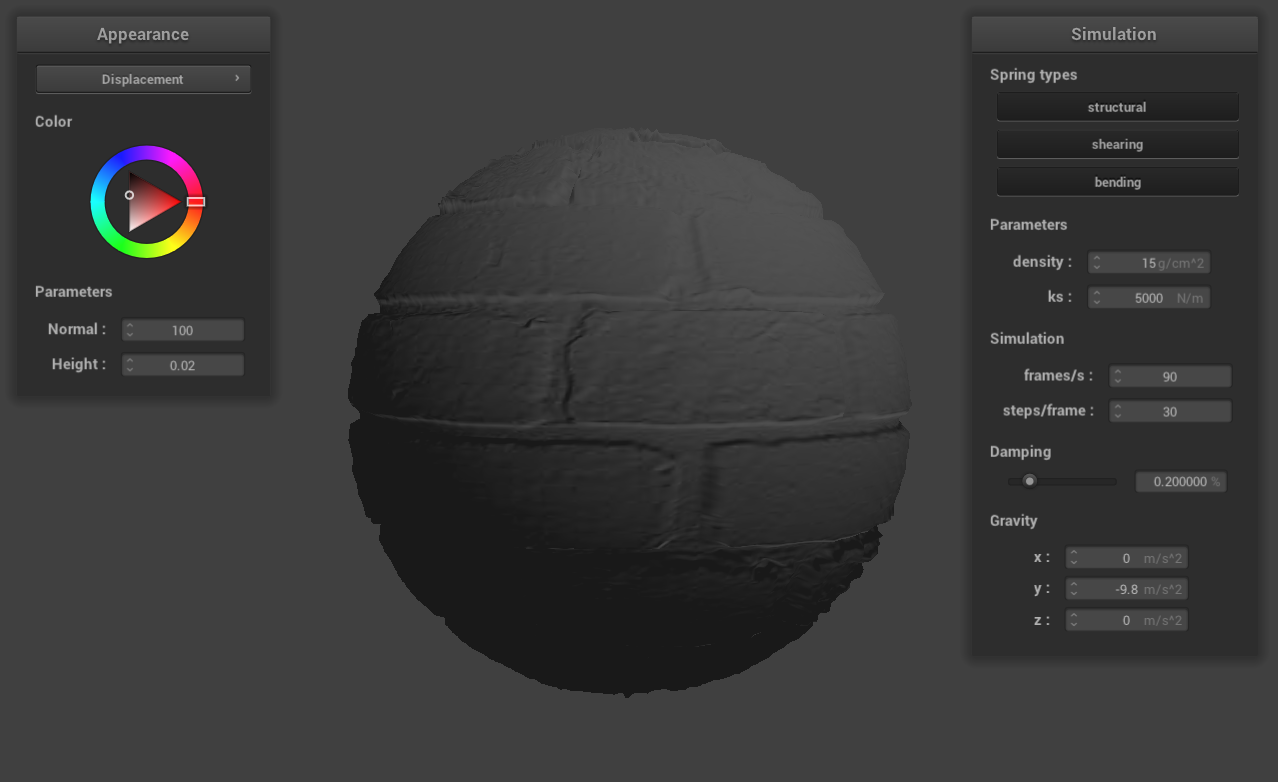 Appearance
Displacement ›
Color
Parameters
Normal : 100
Height : 0.02
Simulation
Spring types
structural
shearing
bending
Parameters
density : 15 g/cm^2
ks : 5000 N/m
Simulation
frames/s : 90
steps/frame : 30
Damping
0.200000 %
Gravity
x : 0 m/s^2
y : -9.8 m/s^2
z : 0 m/s^2